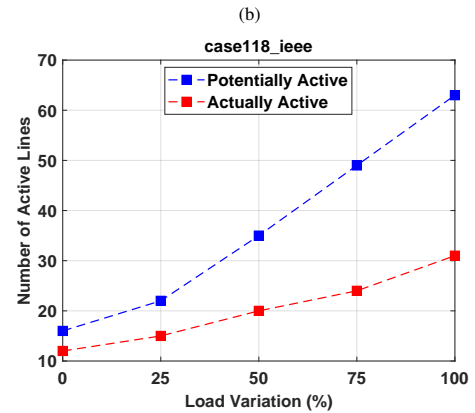 (b)
case118_ieee
Potentially Active
Actually Active
Number of Active Lines
70
60
50
40
30
20
10
0
25
50
75
100
Load Variation (%)